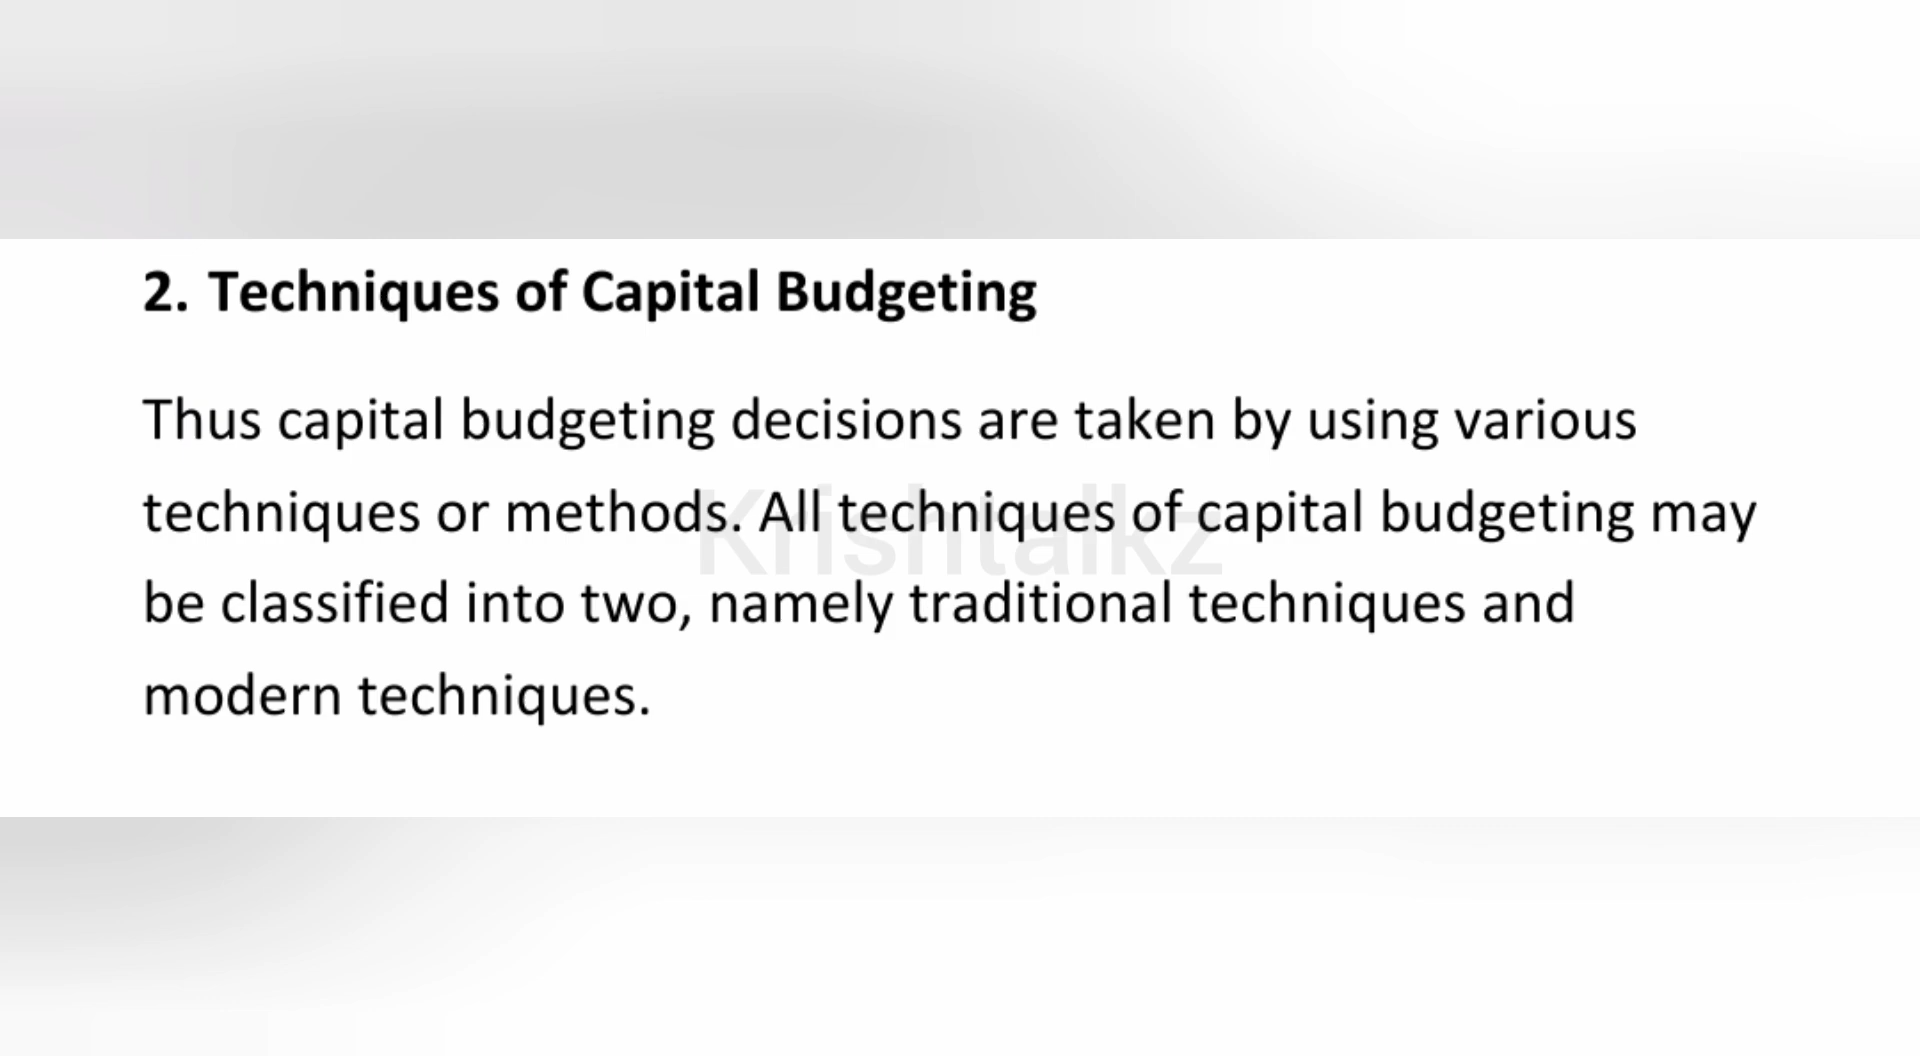 2. Techniques of Capital Budgeting
Thus capital budgeting decisions are taken by using various
techniques or methods. All techniques of capital budgeting may
be classified into two, namely traditional techniques and
modern techniques.
Krishtalkz